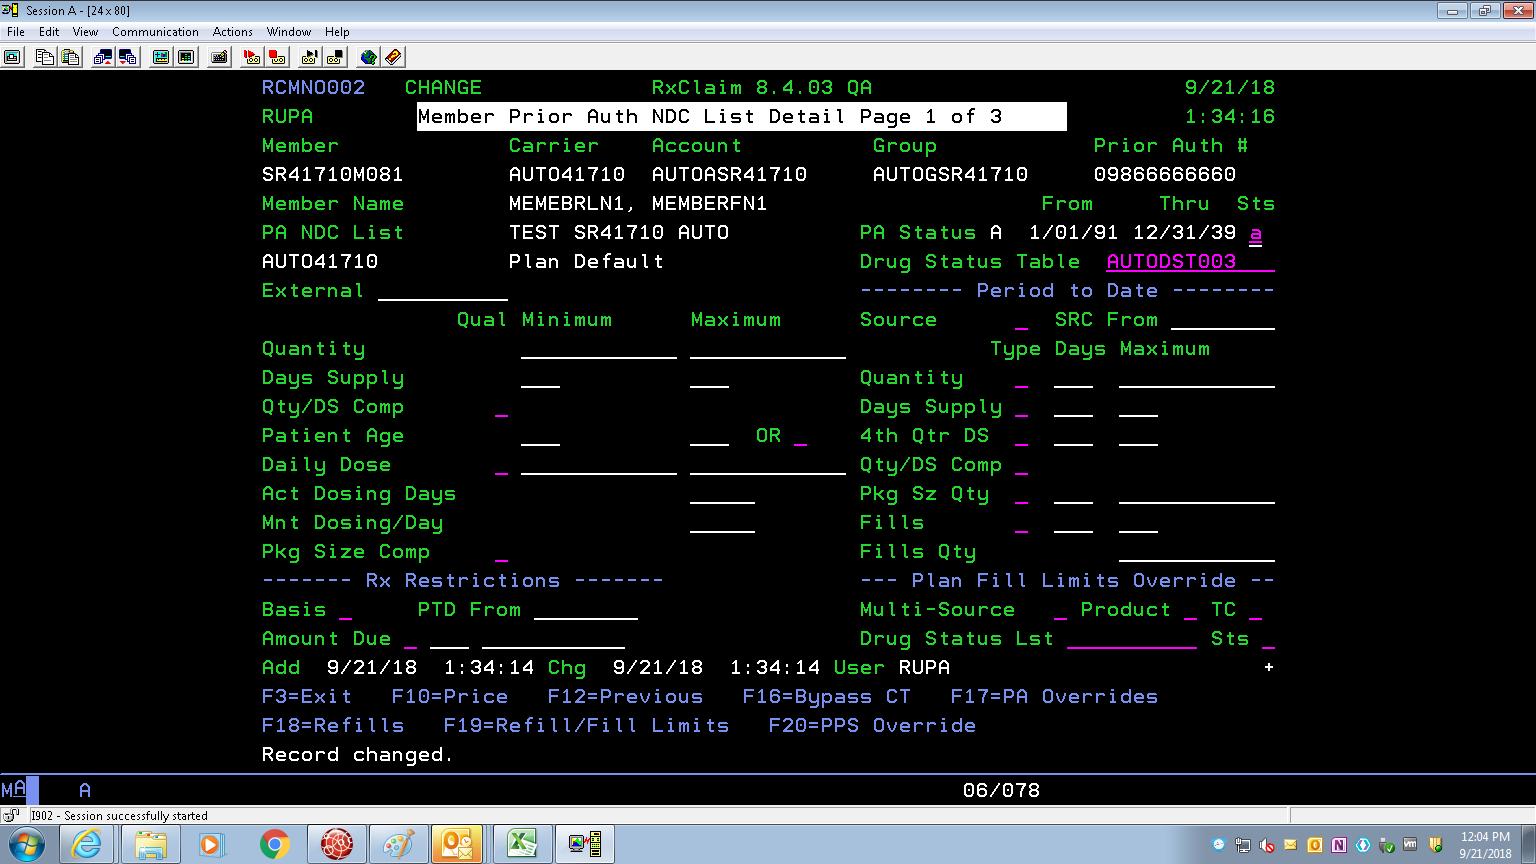 Session A - [24 x 80]
File Edit View Communication Actions Window Help
RCMNO002 CHANGE RxClaim 8.4.03 QA 9/21/18
RUPA Member Prior Auth NDC List Detail Page 1 of 3 1:34:16
Member Carrier Account Group Prior Auth #
SR41710M081 AUTO41710 AUTOASR41710 AUTOGSR41710 09866666660
Member Name MEMEBRLN1, MEMBERFN1 From Thru Sts
PA NDC List TEST SR41710 AUTO PA Status A 1/01/91 12/31/39 a
AUTO41710 Plan Default Drug Status Table AUTODST003
External -------- Period to Date --------
Qual Minimum Maximum Source SRC From
Quantity Type Days Maximum
Days Supply Quantity
Qty/DS Comp Days Supply
Patient Age OR 4th Qtr DS
Daily Dose Qty/DS Comp
Act Dosing Days Pkg Sz Qty
Mnt Dosing/Day Fills
Pkg Size Comp Fills Qty
------- Rx Restrictions ------- --- Plan Fill Limits Override --
Basis PTD From Multi-Source Product TC
Amount Due Drug Status Lst Sts
Add 9/21/18 1:34:14 Chg 9/21/18 1:34:14 User RUPA +
F3=Exit F10=Price F12=Previous F16=Bypass CT F17=PA Overrides
F18=Refills F19=Refill/Fill Limits F20=PPS Override
Record changed.
MA A 06/078
I902 - Session successfully started
12:04 PM
9/21/2018